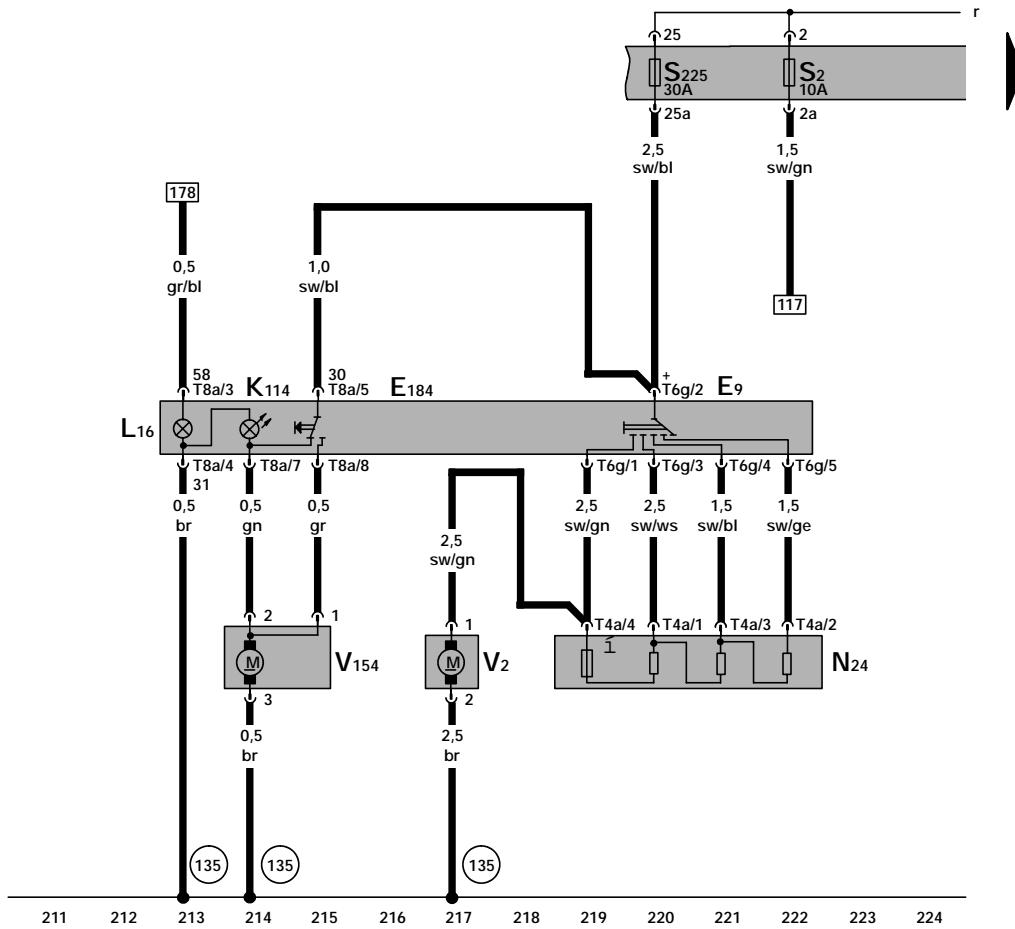 r
25 2
S225 S2
30A 10A
25a 2a
2,5 1,5
sw/bl sw/gn
178
0,5 1,0
gr/bl sw/bl
117
58 30 +
T8a/3 K114 T8a/5 E184 T6g/2 E9
L16
T8a/4 T8a/7 T8a/8 T6g/1 T6g/3 T6g/4 T6g/5
31
0,5 0,5 0,5 2,5 2,5 1,5 1,5
br gn gr sw/gn sw/ws sw/bl sw/ge
2,5
sw/gn
2 1 1 T4a/4 T4a/1 T4a/3 T4a/2
í
M V154 M V2 N24
3 2
0,5 2,5
br br
135 135 135
211 212 213 214 215 216 217 218 219 220 221 222 223 224